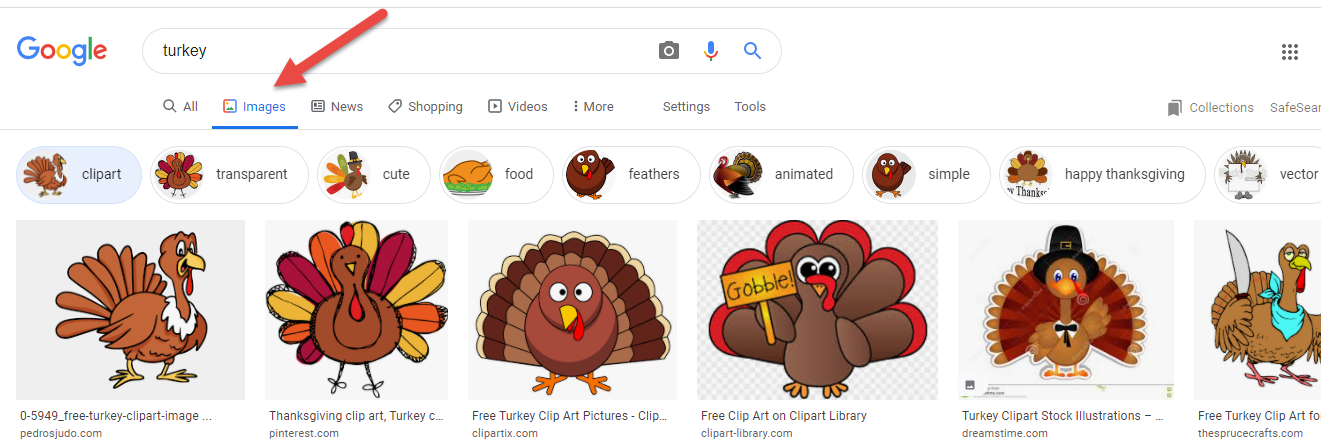 Google
turkey
All Images News Shopping Videos More Settings Tools Collections SafeSear
clipart transparent cute food feathers animated simple happy thanksgiving vector
Thanks
Gobble!
0-5949_free-turkey-clipart-image ... Thanksgiving clip art, Turkey c... Free Turkey Clip Art Pictures - Clip... Free Clip Art on Clipart Library Turkey Clipart Stock Illustrations – ... Free Turkey Clip Art fo
pedrosjudo.com pinterest.com clipartix.com clipart-library.com dreamstime.com thesprucecrafts.com